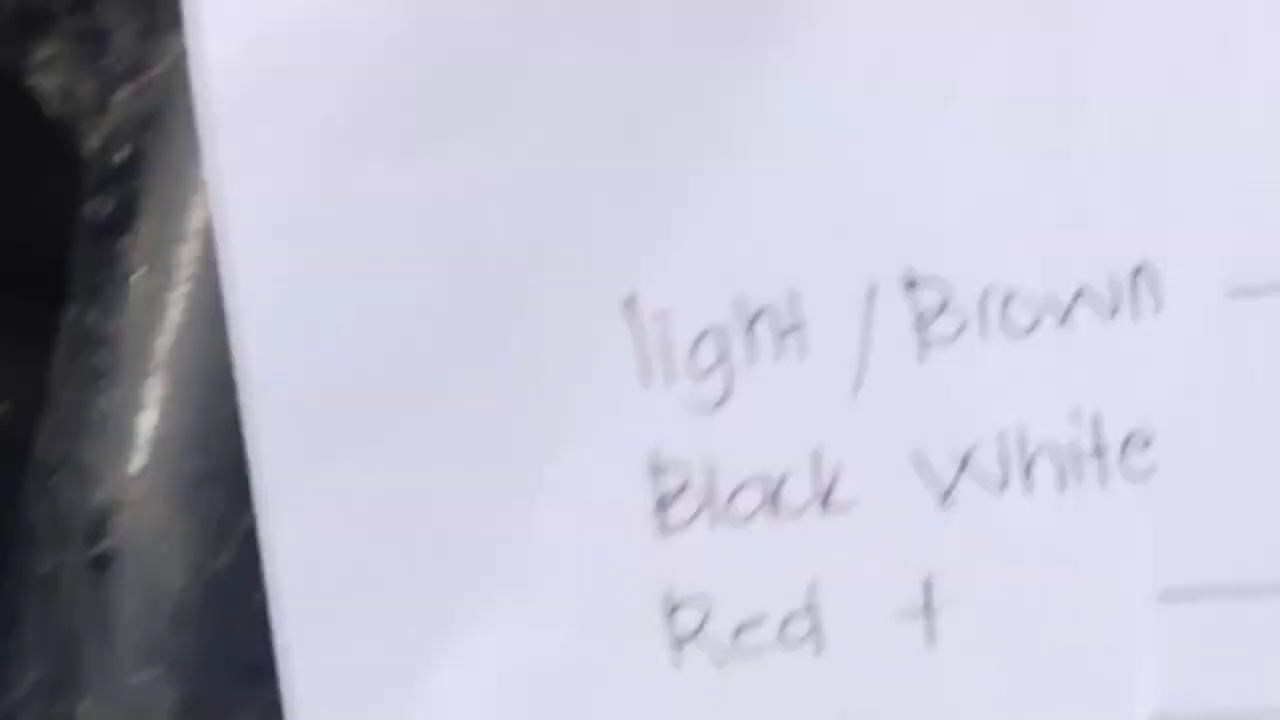 light / Brown —
Black White
Red + —